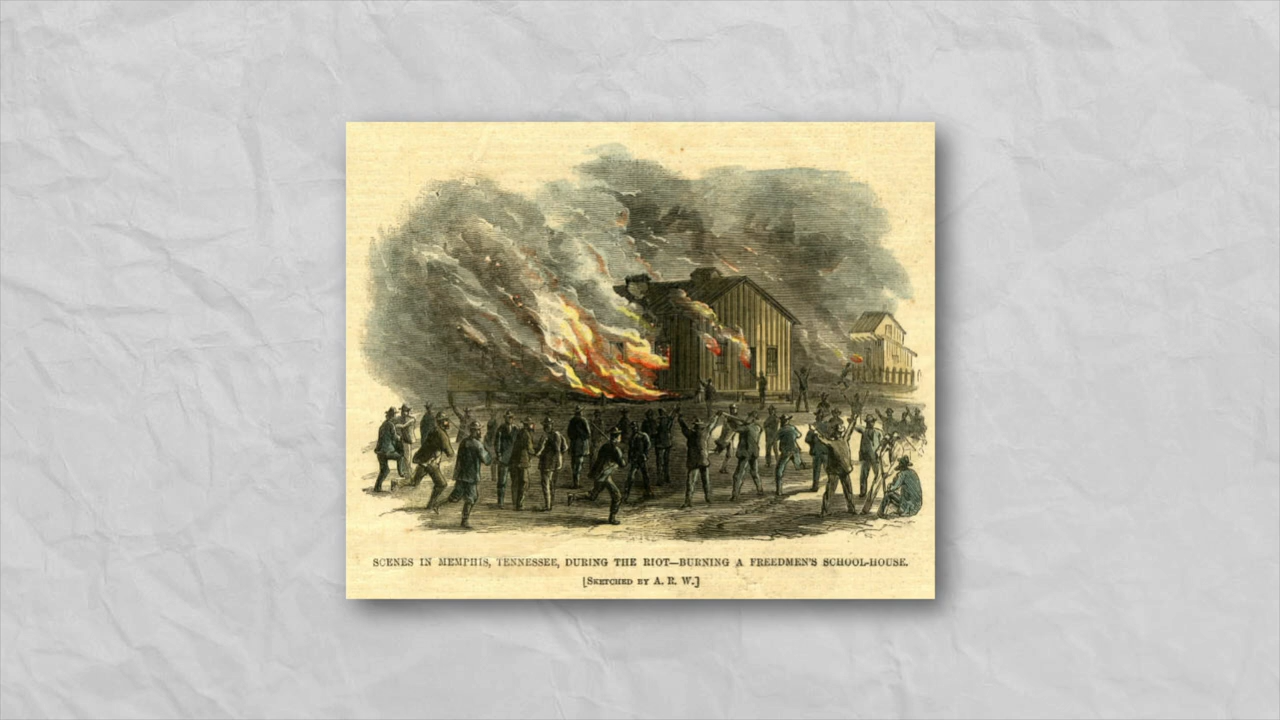 SCENES IN MEMPHIS, TENNESSEE, DURING THE RIOT—BURNING A FREEDMEN'S SCHOOL-HOUSE.
[Sketched by A. R. W.]